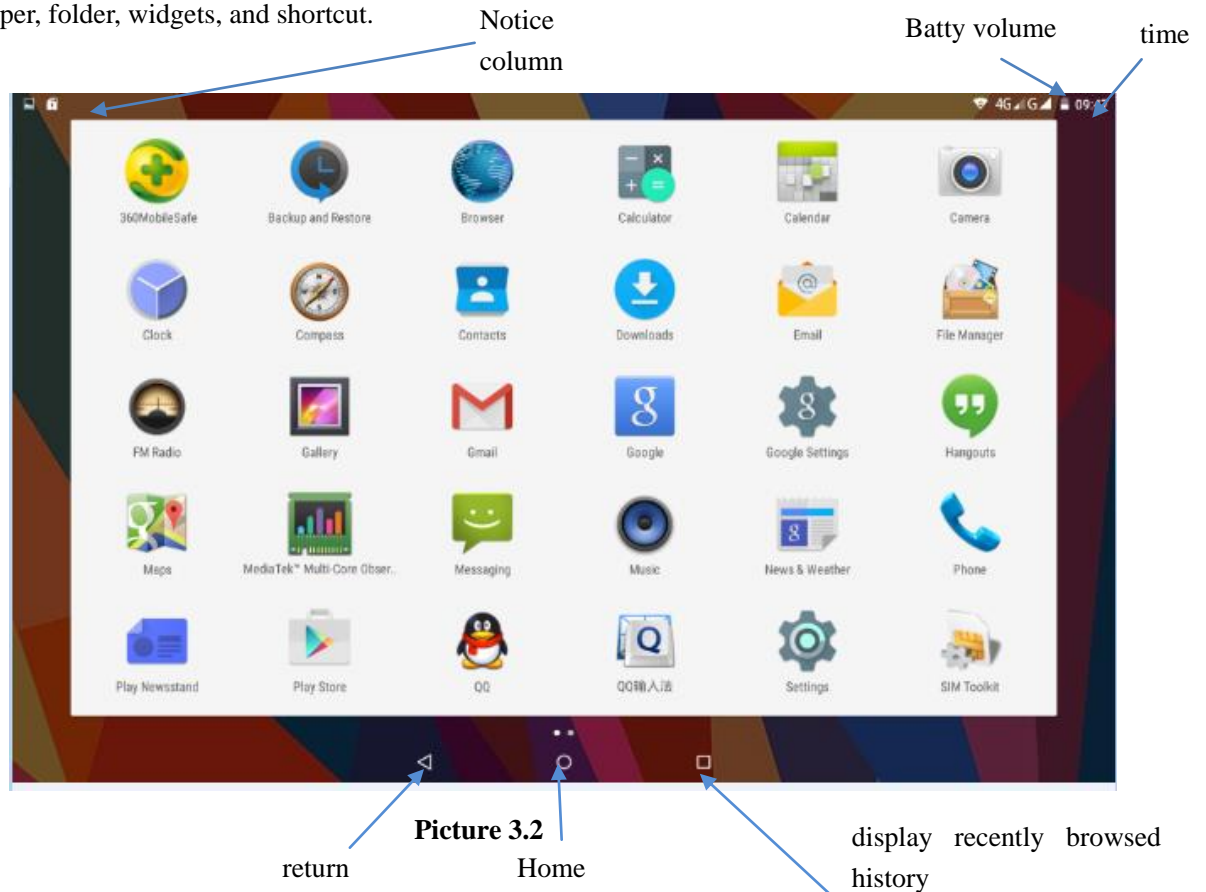 per, folder, widgets, and shortcut.
Notice
column
Batty volume
time
4G G 09:47
360MobileSafe Backup and Restore Browser Calculator Calendar Camera
Clock Compass Contacts Downloads Email File Manager
FM Radio Gallery Gmail Google Google Settings Hangouts
Maps MediaTek™ Multi-Core Obser.. Messaging Music News & Weather Phone
Play Newsstand Play Store QQ QQ输入法 Settings SIM Toolkit
Picture 3.2
return
Home
display recently browsed
history